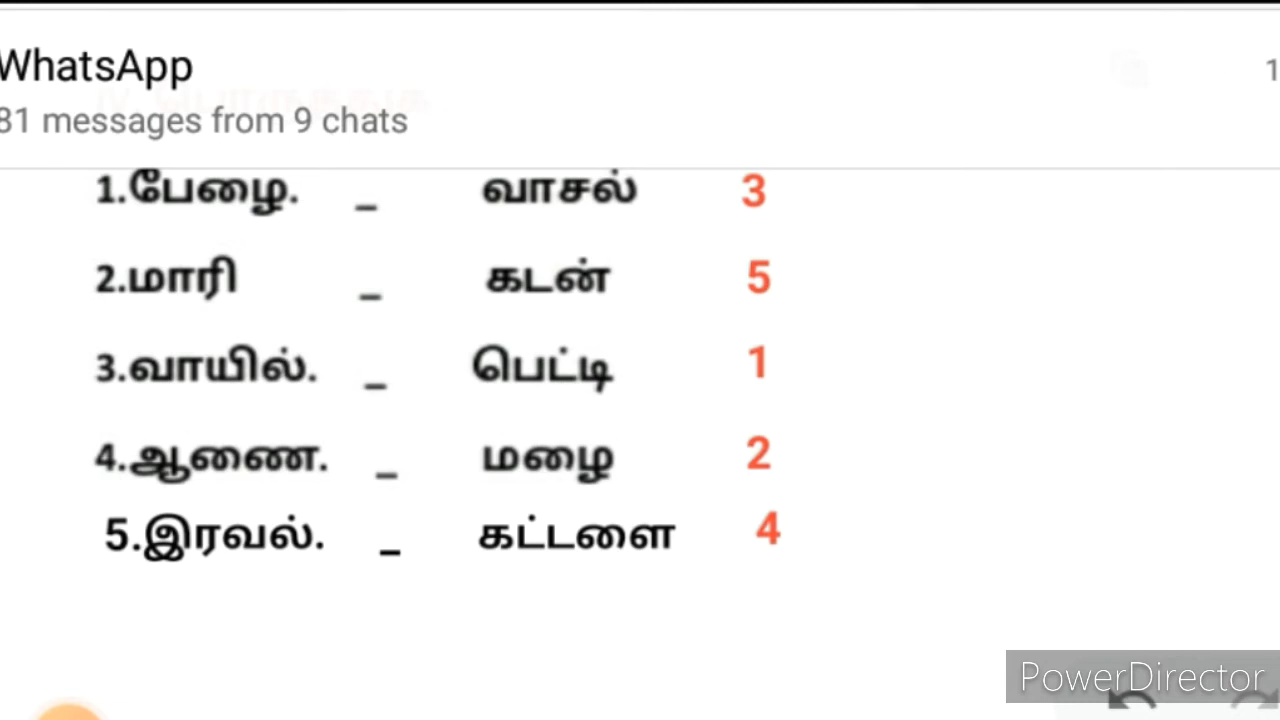 WhatsApp
81 messages from 9 chats 1
1.பேழை. _ வாசல் 3
2.மாரி _ கடன் 5
3.வாயில். _ பெட்டி 1
4.ஆணை. _ மழை 2
5.இரவல். _ கட்டளை 4
PowerDirector